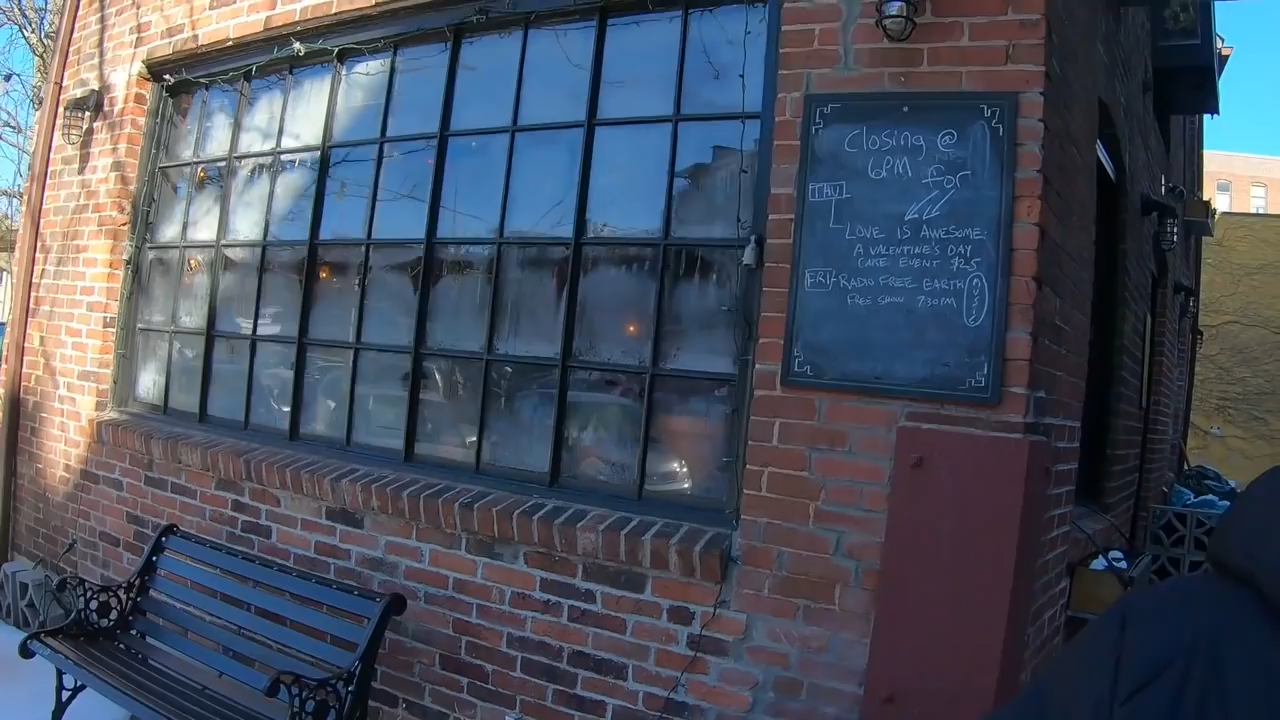 Closing @
6PM
for
THU
LOVE IS AWESOME:
A VALENTINE'S DAY
CAKE EVENT $25
FRI - RADIO FREE EARTH
FREE SHOW 7:30PM